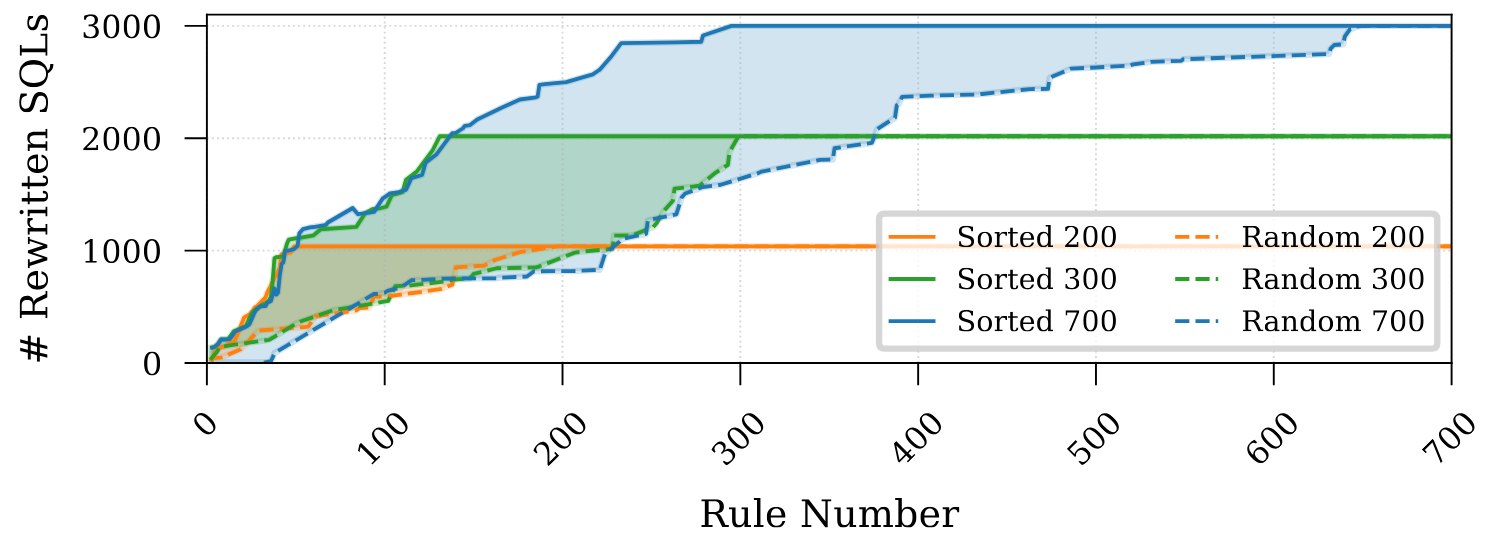 # Rewritten SQLs
3000
2000
1000
0
Sorted 200
Random 200
Sorted 300
Random 300
Sorted 700
Random 700
0
100
200
300
400
500
600
700
Rule Number